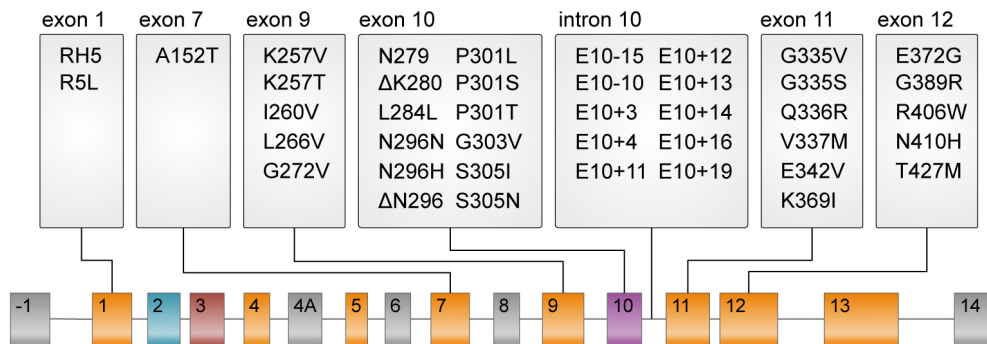 exon 1
exon 7
exon 9
exon 10
intron 10
exon 11
exon 12
RH5
R5L
A152T
K257V
K257T
I260V
L266V
G272V
N279 P301L
ΔK280 P301S
L284L P301T
N296N G303V
N296H S305I
ΔN296 S305N
E10-15 E10+12
E10-10 E10+13
E10+3 E10+14
E10+4 E10+16
E10+11 E10+19
G335V
G335S
Q336R
V337M
E342V
K369I
E372G
G389R
R406W
N410H
T427M
-1 1 2 3 4 4A 5 6 7 8 9 10 11 12 13 14